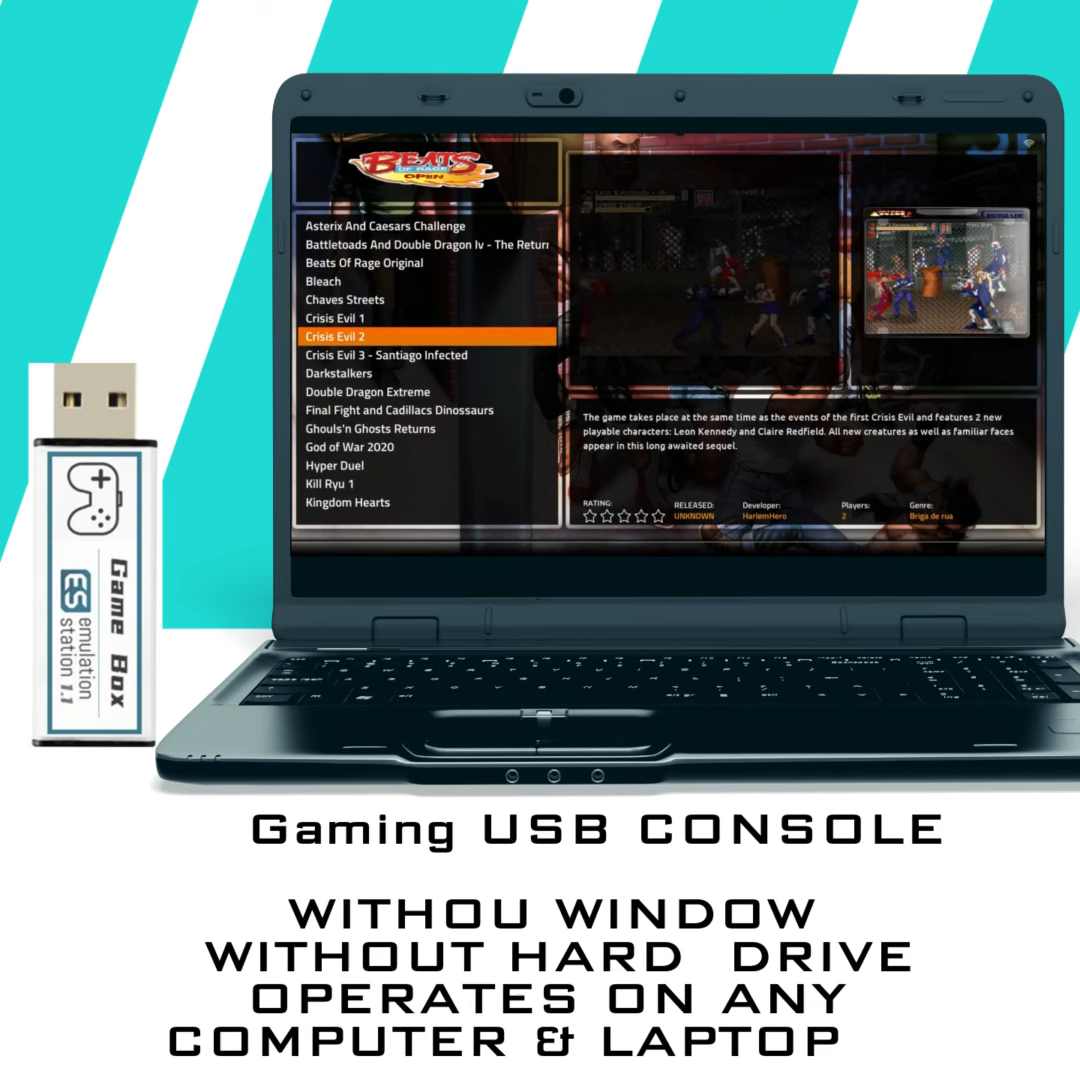 BEATS
OF RAGE
OPEN
Asterix And Caesars Challenge
Battletoads And Double Dragon Iv - The Return
Beats Of Rage Original
Bleach
Chaves Streets
Crisis Evil 1
Crisis Evil 2
Crisis Evil 3 - Santiago Infected
Darkstalkers
Double Dragon Extreme
Final Fight and Cadillacs Dinossaurs
Ghouls'n Ghosts Returns
God of War 2020
Hyper Duel
Kill Ryu 1
Kingdom Hearts
The game takes place at the same time as the events of the first Crisis Evil and features 2 new
playable characters: Leon Kennedy and Claire Redfield. All new creatures as well as familiar faces
appear in this long awaited sequel.
RATING:
RELEASED:
UNKNOWN
Developer:
HarlemHero
Players:
2
Genre:
Briga de rua
Game Box
ES
emulation
station 1.1
Gaming USB CONSOLE
WITHOU WINDOW
WITHOUT HARD DRIVE
OPERATES ON ANY
COMPUTER & LAPTOP